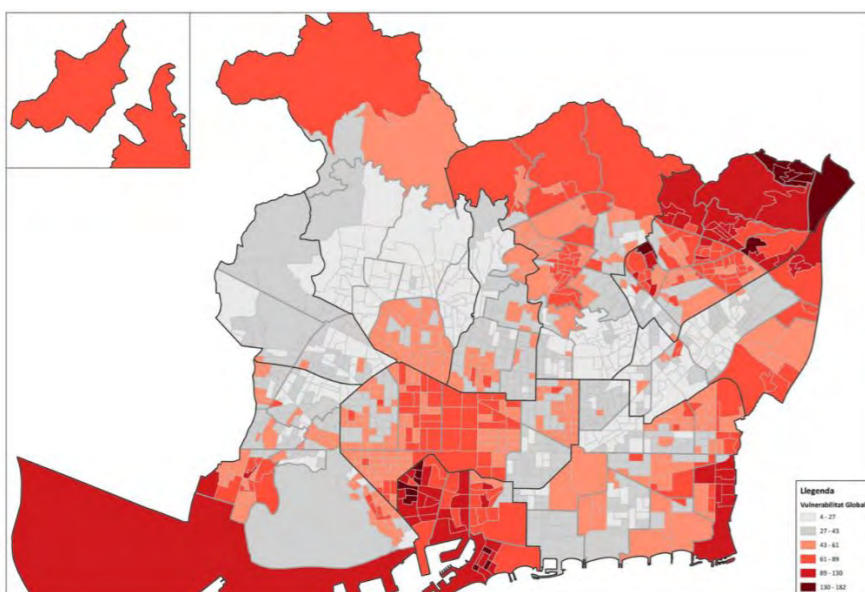 Llegenda
Vulnerabilitat Global
4 - 27
27 - 43
43 - 61
61 - 89
89 - 130
130 - 182